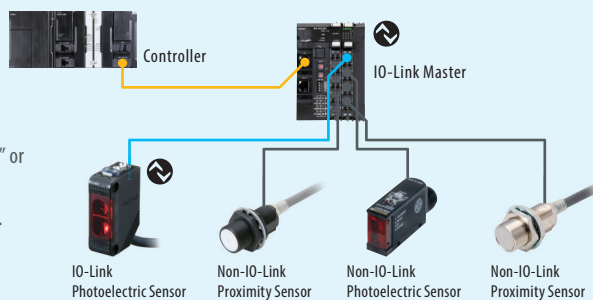 Controller
IO-Link Master
” or
.
IO-Link
Photoelectric Sensor
Non-IO-Link
Proximity Sensor
Non-IO-Link
Photoelectric Sensor
Non-IO-Link
Proximity Sensor